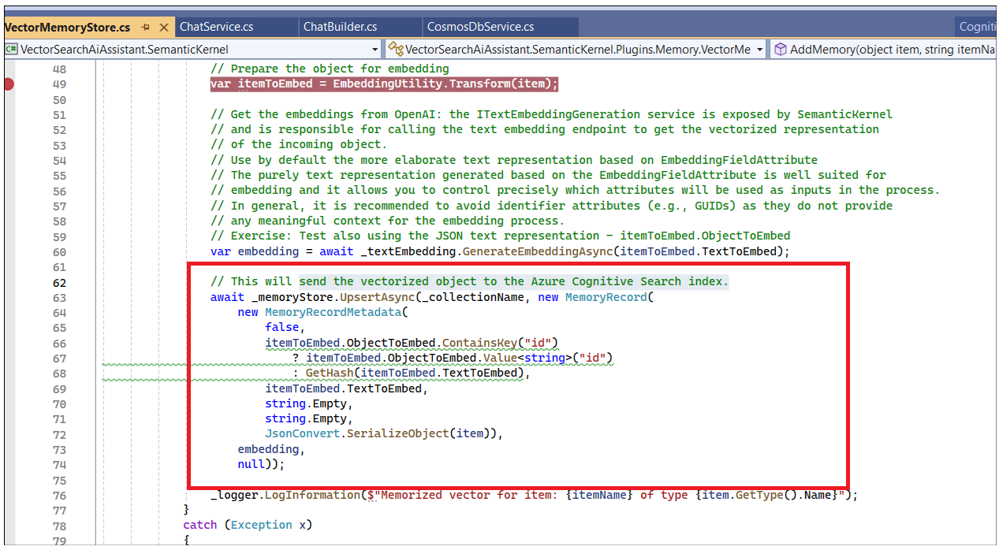 VectorMemoryStore.cs ChatService.cs ChatBuilder.cs CosmosDbService.cs Cogniti
C# VectorSearchAiAssistant.SemanticKernel VectorSearchAiAssistant.SemanticKernel.Plugins.Memory.VectorMe AddMemory(object item, string itemNa
48 // Prepare the object for embedding
49 var itemToEmbed = EmbeddingUtility.Transform(item);
50
51 // Get the embeddings from OpenAI: the ITextEmbeddingGeneration service is exposed by SemanticKernel
52 // and is responsible for calling the text embedding endpoint to get the vectorized representation
53 // of the incoming object.
54 // Use by default the more elaborate text representation based on EmbeddingFieldAttribute
55 // The purely text representation generated based on the EmbeddingFieldAttribute is well suited for
56 // embedding and it allows you to control precisely which attributes will be used as inputs in the process.
57 // In general, it is recommended to avoid identifier attributes (e.g., GUIDs) as they do not provide
58 // any meaningful context for the embedding process.
59 // Exercise: Test also using the JSON text representation - itemToEmbed.ObjectToEmbed
60 var embedding = await _textEmbedding.GenerateEmbeddingAsync(itemToEmbed.TextToEmbed);
61
62 // This will send the vectorized object to the Azure Cognitive Search index.
63 await _memoryStore.UpsertAsync(_collectionName, new MemoryRecord(
64 new MemoryRecordMetadata(
65 false,
66 itemToEmbed.ObjectToEmbed.ContainsKey("id")
67 ? itemToEmbed.ObjectToEmbed.Value<string>("id")
68 : GetHash(itemToEmbed.TextToEmbed),
69 itemToEmbed.TextToEmbed,
70 string.Empty,
71 string.Empty,
72 JsonConvert.SerializeObject(item)),
73 embedding,
74 null));
75
76 _logger.LogInformation($"Memorized vector for item: {itemName} of type {item.GetType().Name}");
77 }
78 catch (Exception x)
79 {